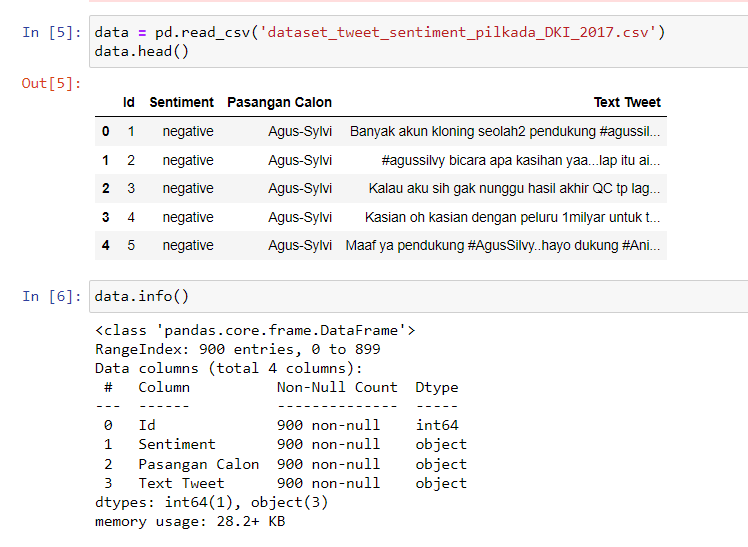 In [5]: data = pd.read_csv('dataset_tweet_sentiment_pilkada_DKI_2017.csv')
data.head()
Out[5]:
Id Sentiment Pasangan Calon Text Tweet
0 1 negative Agus-Sylvi Banyak akun kloning seolah2 pendukung #agussil...
1 2 negative Agus-Sylvi #agussilvy bicara apa kasihan yaa...lap itu ai...
2 3 negative Agus-Sylvi Kalau aku sih gak nunggu hasil akhir QC tp lag...
3 4 negative Agus-Sylvi Kasian oh kasian dengan peluru 1milyar untuk t...
4 5 negative Agus-Sylvi Maaf ya pendukung #AgusSilvy..hayo dukung #Ani...
In [6]: data.info()
<class 'pandas.core.frame.DataFrame'>
RangeIndex: 900 entries, 0 to 899
Data columns (total 4 columns):
# Column Non-Null Count Dtype
--- ------ -------------- -----
0 Id 900 non-null int64
1 Sentiment 900 non-null object
2 Pasangan Calon 900 non-null object
3 Text Tweet 900 non-null object
dtypes: int64(1), object(3)
memory usage: 28.2+ KB